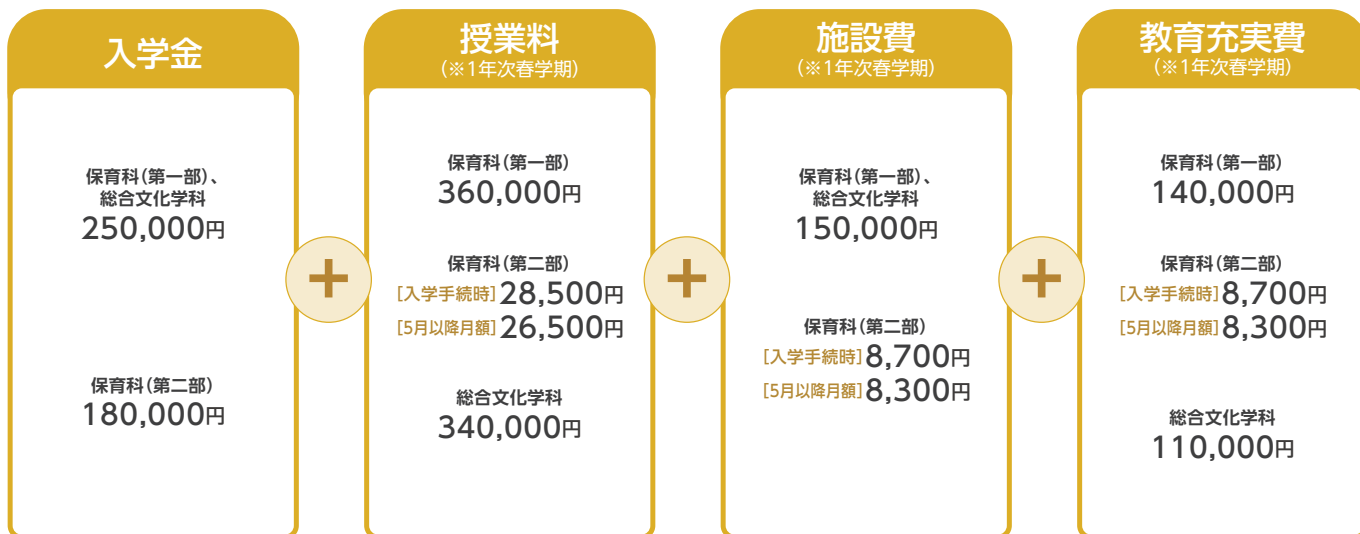 入学金
保育科(第一部)、
総合文化学科
250,000円
保育科(第二部)
180,000円
+
授業料
(※1年次春学期)
保育科(第一部)
360,000円
保育科(第二部)
[入学手続時]28,500円
[5月以降月額]26,500円
総合文化学科
340,000円
+
施設費
(※1年次春学期)
保育科(第一部)、
総合文化学科
150,000円
保育科(第二部)
[入学手続時]8,700円
[5月以降月額]8,300円
+
教育充実費
(※1年次春学期)
保育科(第一部)
140,000円
保育科(第二部)
[入学手続時]8,700円
[5月以降月額]8,300円
総合文化学科
110,000円